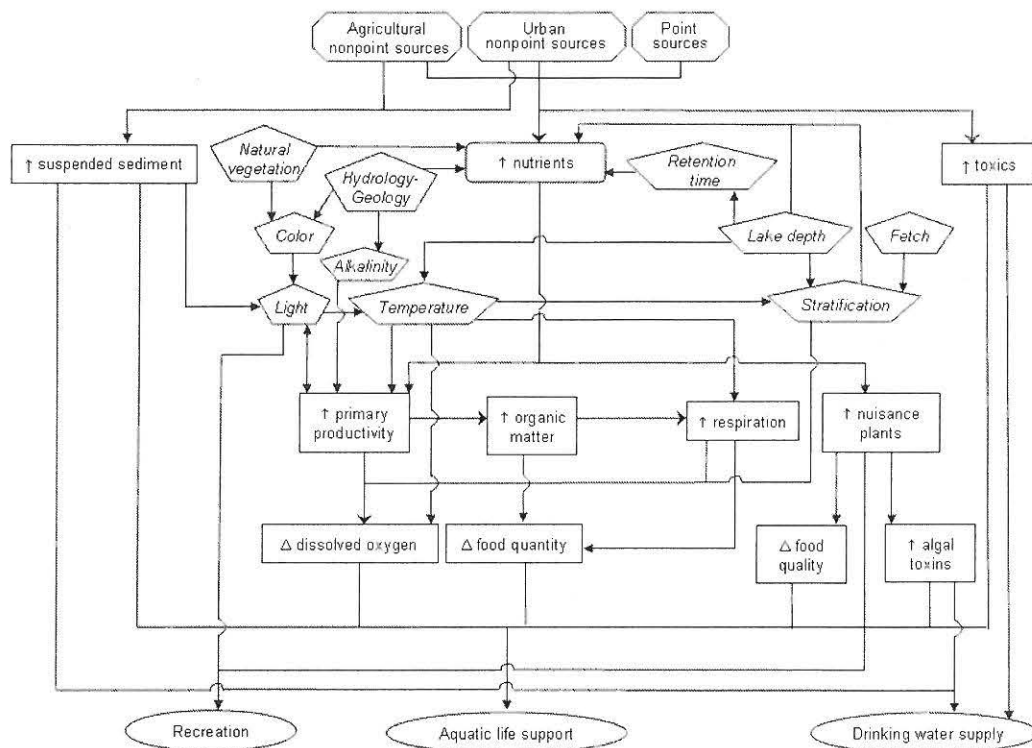 Agricultural
nonpoint sources
Urban
nonpoint sources
Point
sources
↑ suspended sediment
Natural
vegetation
Hydrology-
Geology
↑ nutrients
Retention
time
↑ toxics
Color
Alkalinity
Lake depth
Fetch
Light
Temperature
Stratification
↑ primary
productivity
↑ organic
matter
↑ respiration
↑ nuisance
plants
Δ dissolved oxygen
Δ food quantity
Δ food
quality
↑ algal
toxins
Recreation
Aquatic life support
Drinking water supply